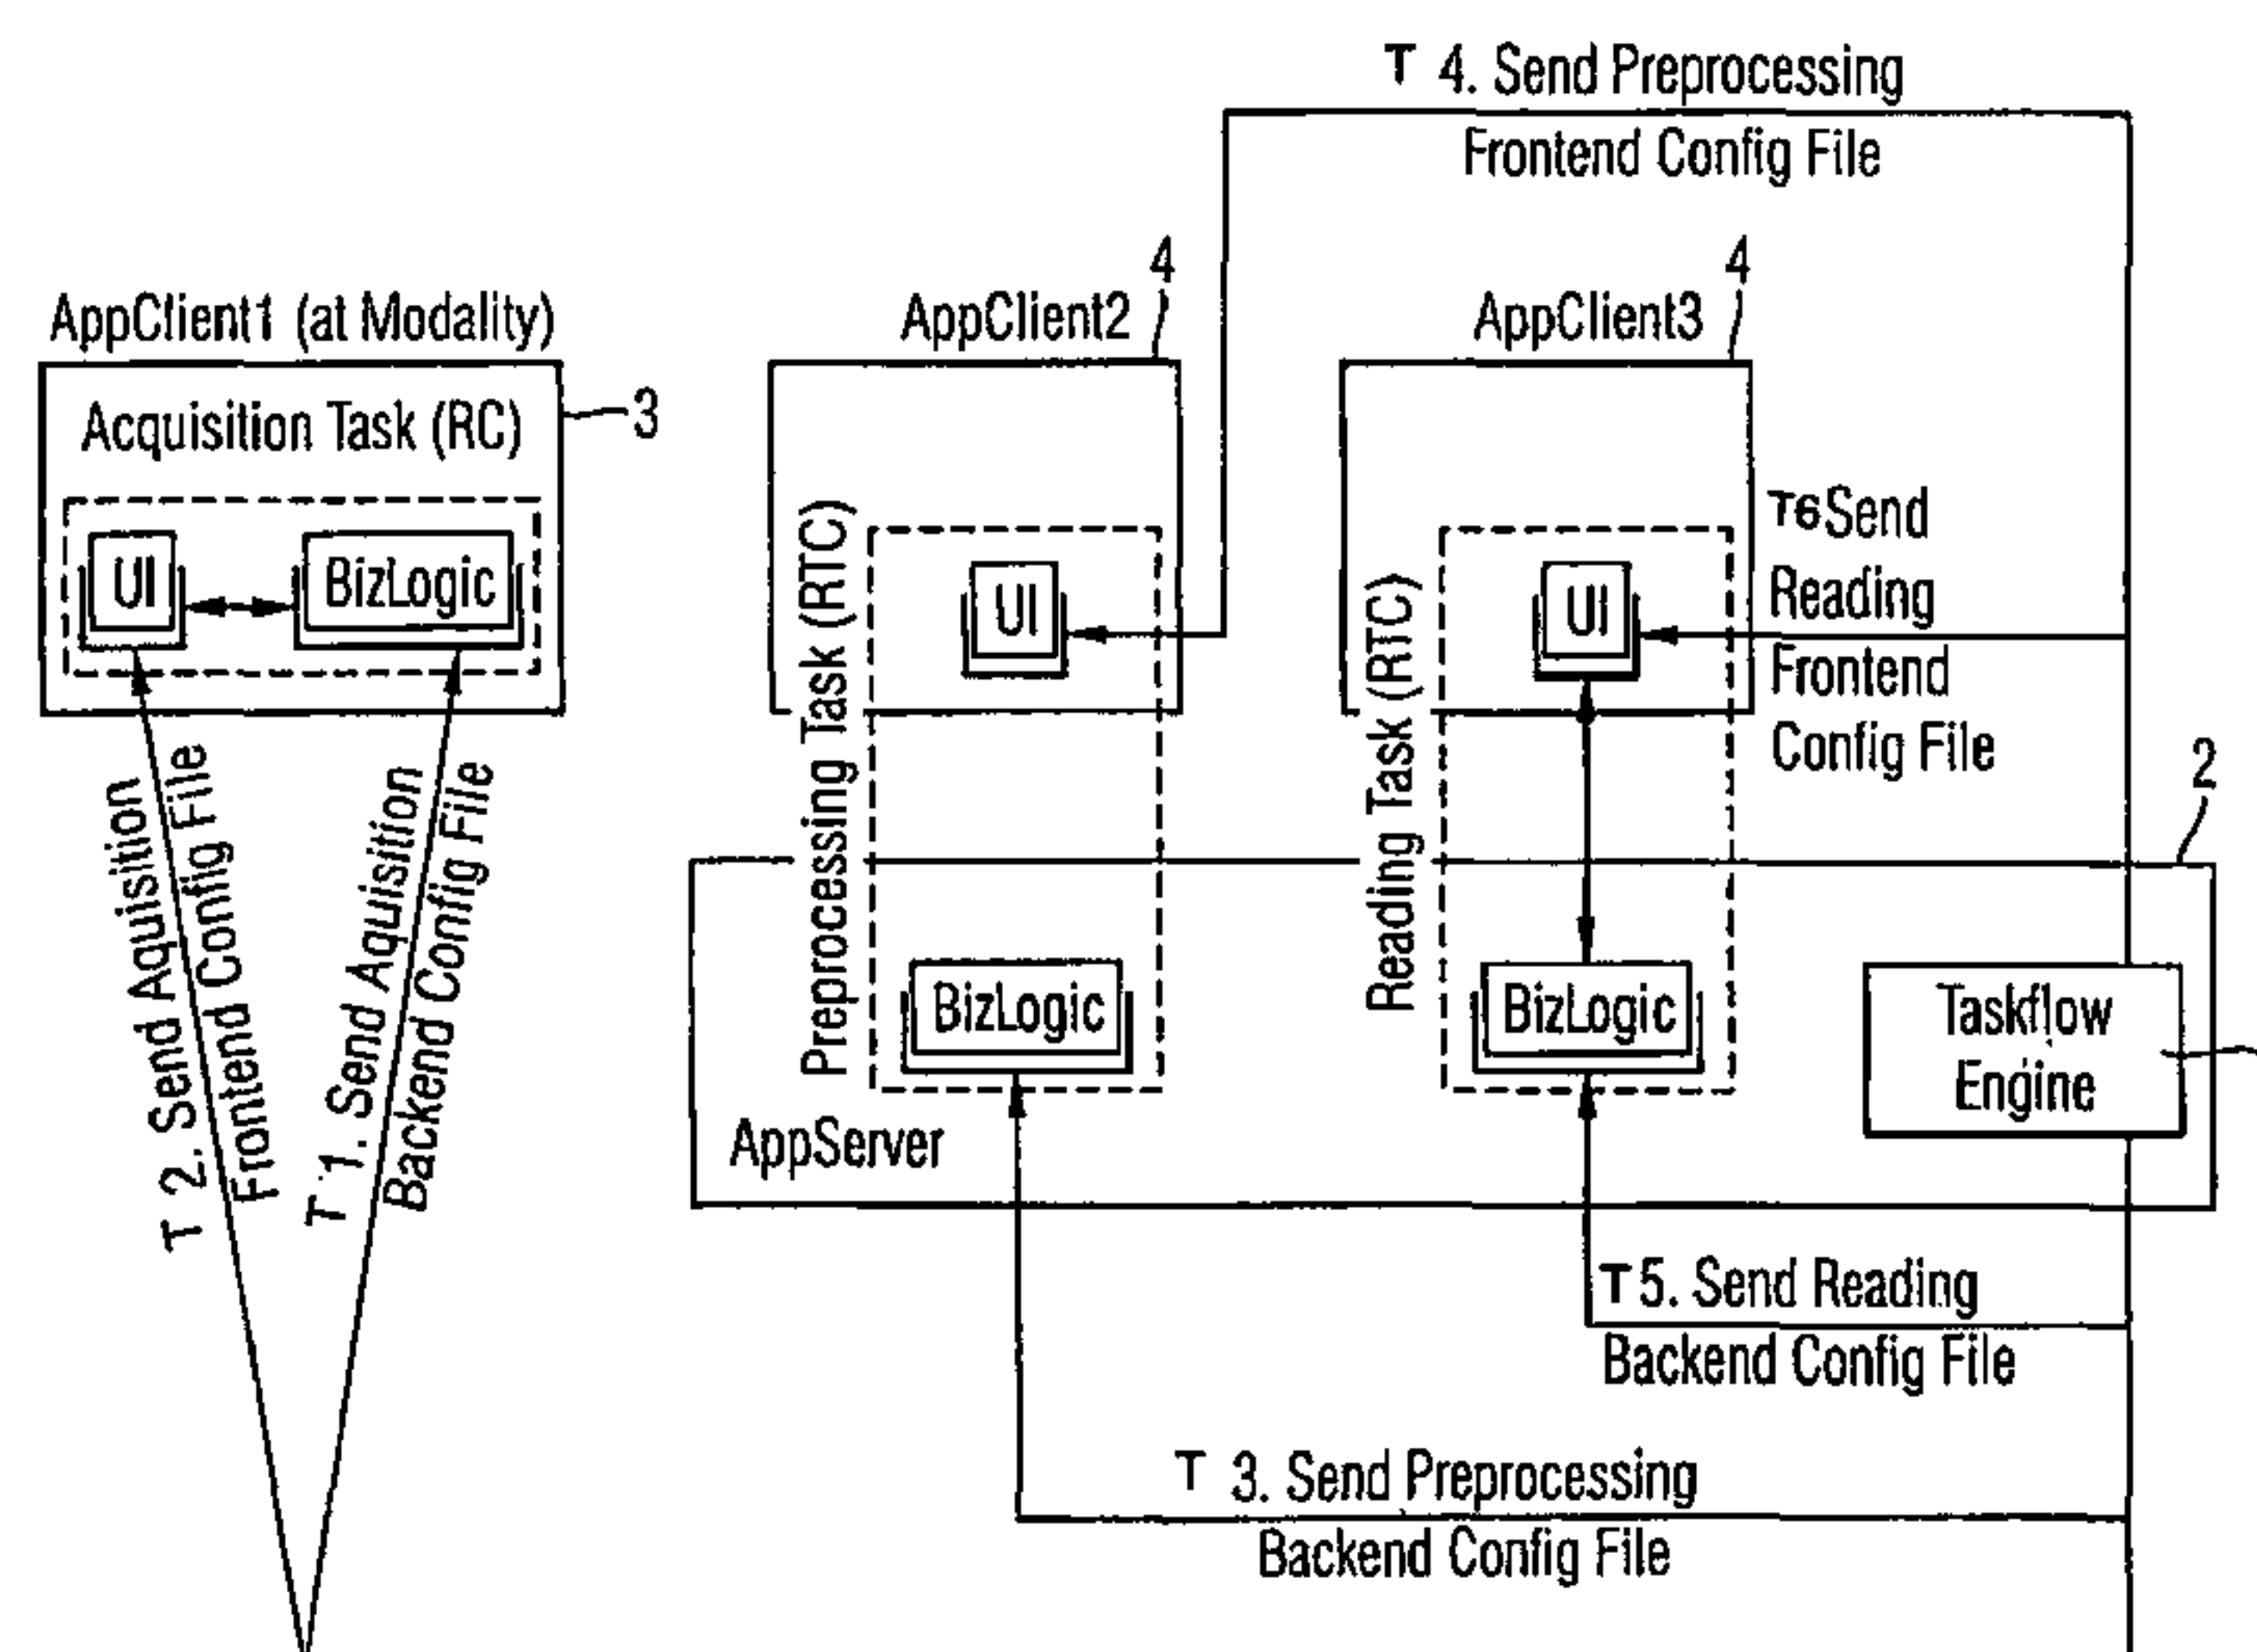 T 4. Send Preprocessing
Frontend Config File
4
4
AppClient1 (at Modality)
AppClient2
AppClient3
Acquisition Task (RC)
3
UI
BizLogic
UI
UI
Preprocessing Task (RTC)
Reading Task (RTC)
T6 Send
Reading
Frontend
Config File
2
T 2. Send Aquisition
Frontend Config File
T 1. Send Aquisition
Backend Config File
BizLogic
BizLogic
Taskflow
Engine
AppServer
T 5. Send Reading
Backend Config File
T 3. Send Preprocessing
Backend Config File